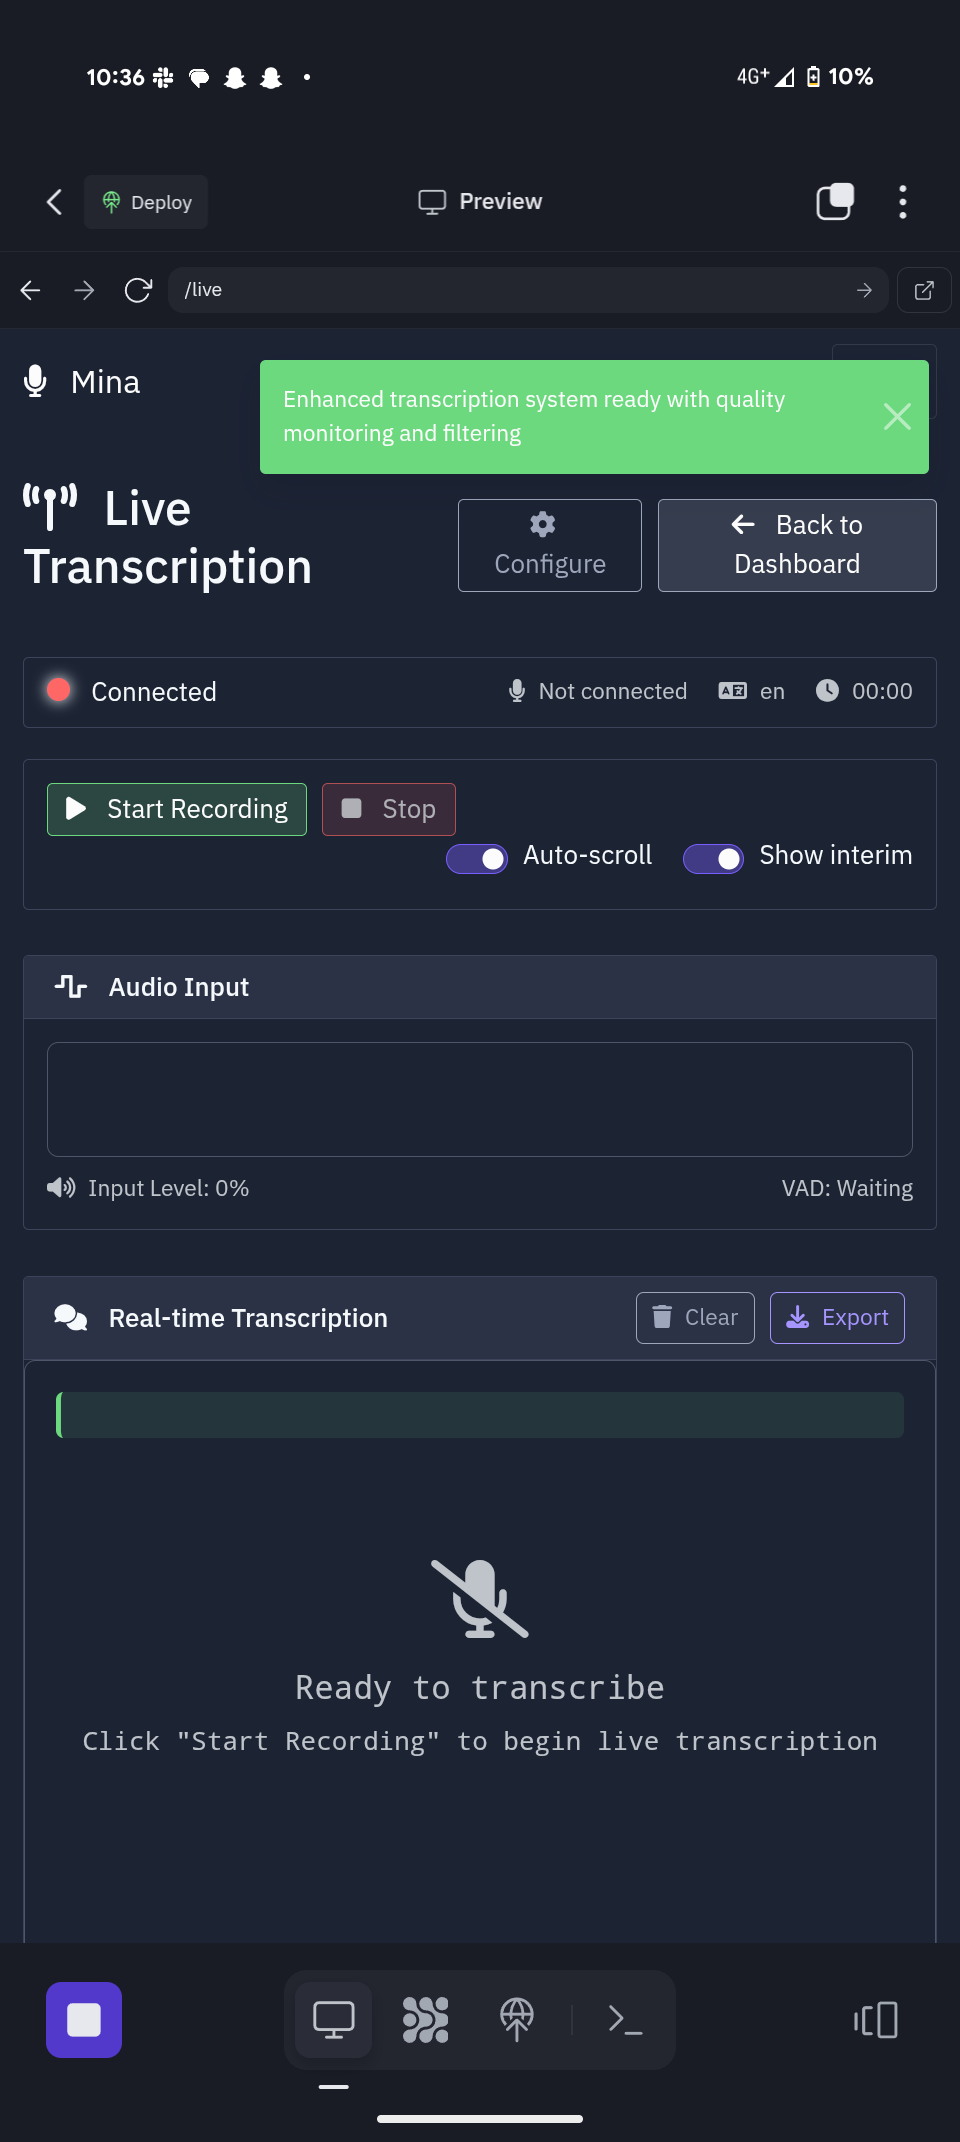 10:36 4G+ 10%
Deploy Preview
/live
Mina
Enhanced transcription system ready with quality
monitoring and filtering
Live
Transcription
Configure
Back to
Dashboard
Connected Not connected en 00:00
Start Recording Stop
Auto-scroll Show interim
Audio Input
Input Level: 0% VAD: Waiting
Real-time Transcription Clear Export
Ready to transcribe
Click "Start Recording" to begin live transcription